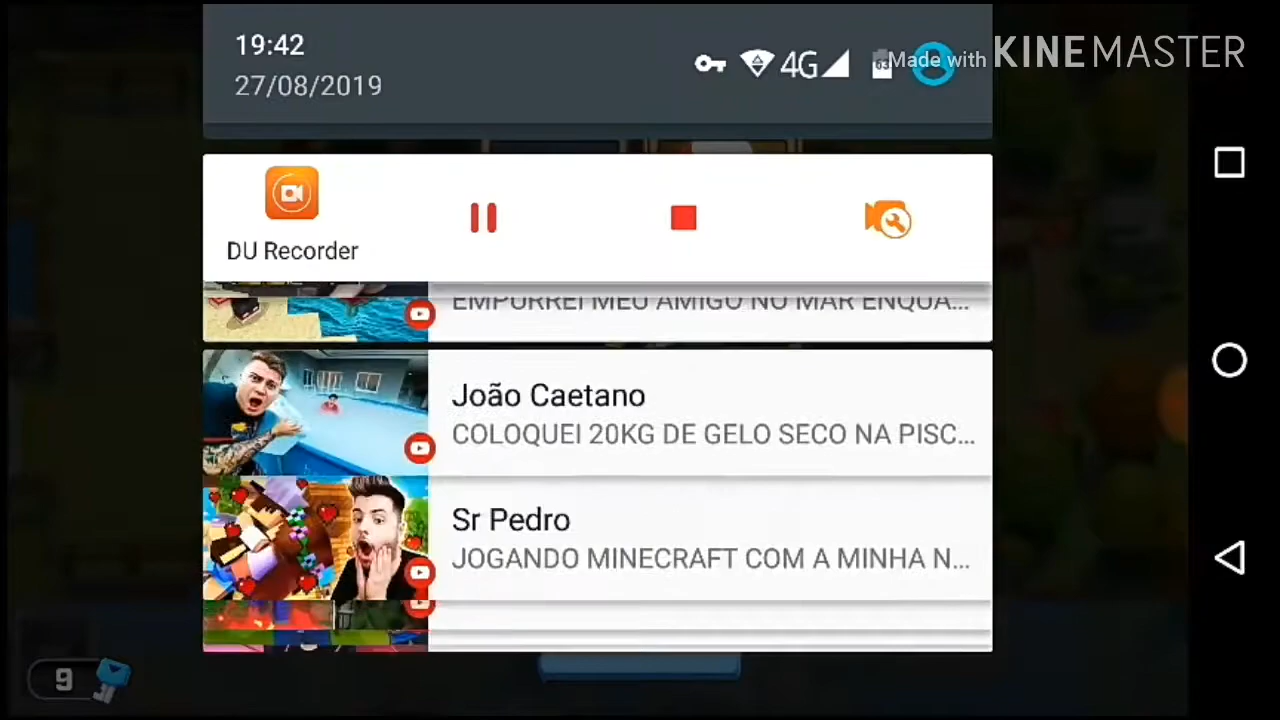 19:42
27/08/2019
4G
63
Made with KINEMASTER
DU Recorder
EMPURREI MEU AMIGO NO MAR ENQUA...
João Caetano
COLOQUEI 20KG DE GELO SECO NA PISC...
Sr Pedro
JOGANDO MINECRAFT COM A MINHA N...
9